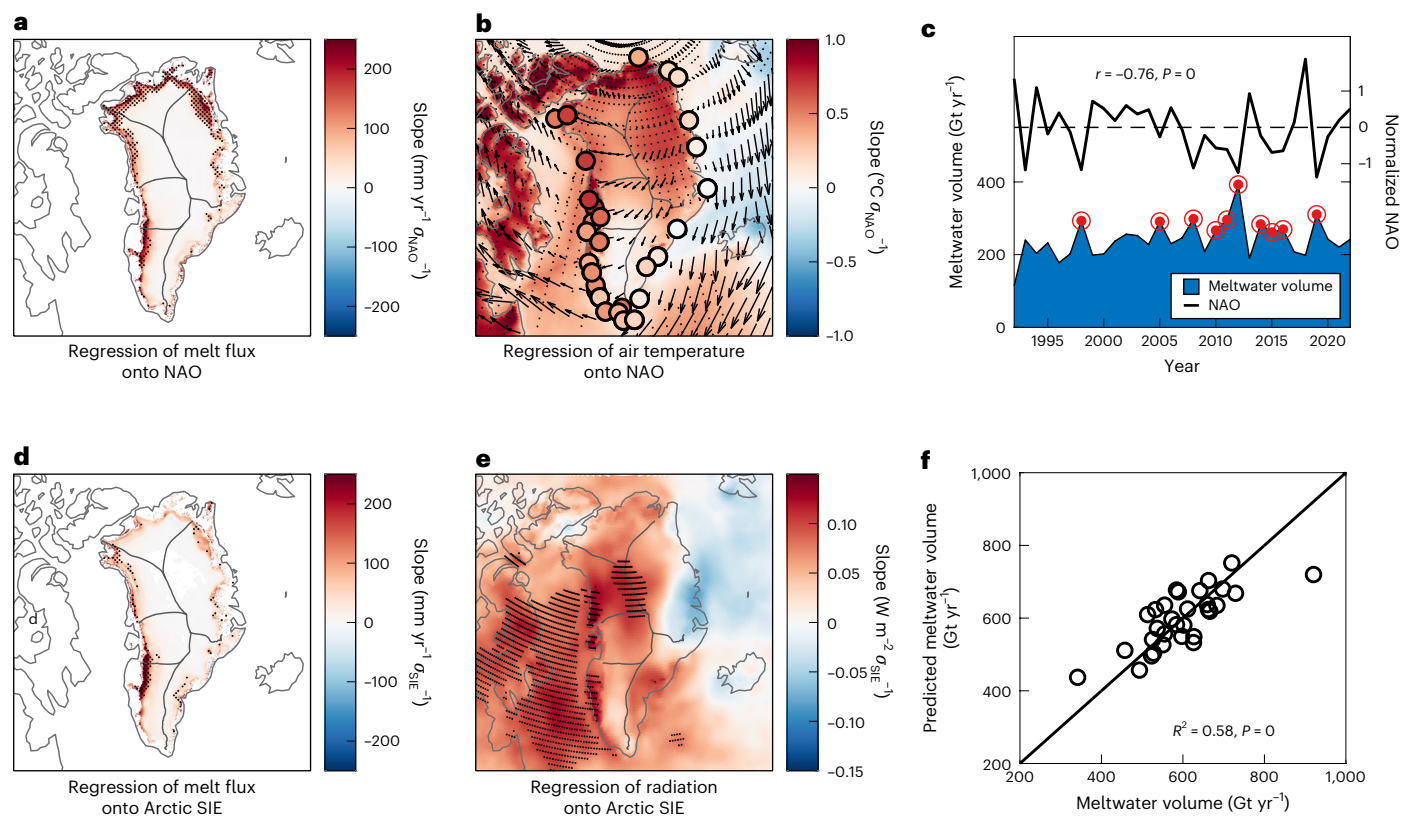 a
200
100
0
−100
−200
Slope (mm yr⁻¹ σNAO⁻¹)
Regression of melt flux
onto NAO
b
1.0
0.5
0
−0.5
−1.0
Slope (°C σNAO⁻¹)
Regression of air temperature
onto NAO
c
r = −0.76, P = 0
Meltwater volume (Gt yr⁻¹)
400
200
0
1
0
−1
Normalized NAO
Meltwater volume
NAO
1995
2000
2005
2010
2015
2020
Year
d
d
200
100
0
−100
−200
Slope (mm yr⁻¹ σSIE⁻¹)
Regression of melt flux
onto Arctic SIE
e
0.10
0.05
0
−0.05
−0.10
−0.15
Slope (W m⁻² σSIE⁻¹)
Regression of radiation
onto Arctic SIE
f
1,000
800
600
400
200
Predicted meltwater volume
(Gt yr⁻¹)
R² = 0.58, P = 0
200
400
600
800
1,000
Meltwater volume (Gt yr⁻¹)